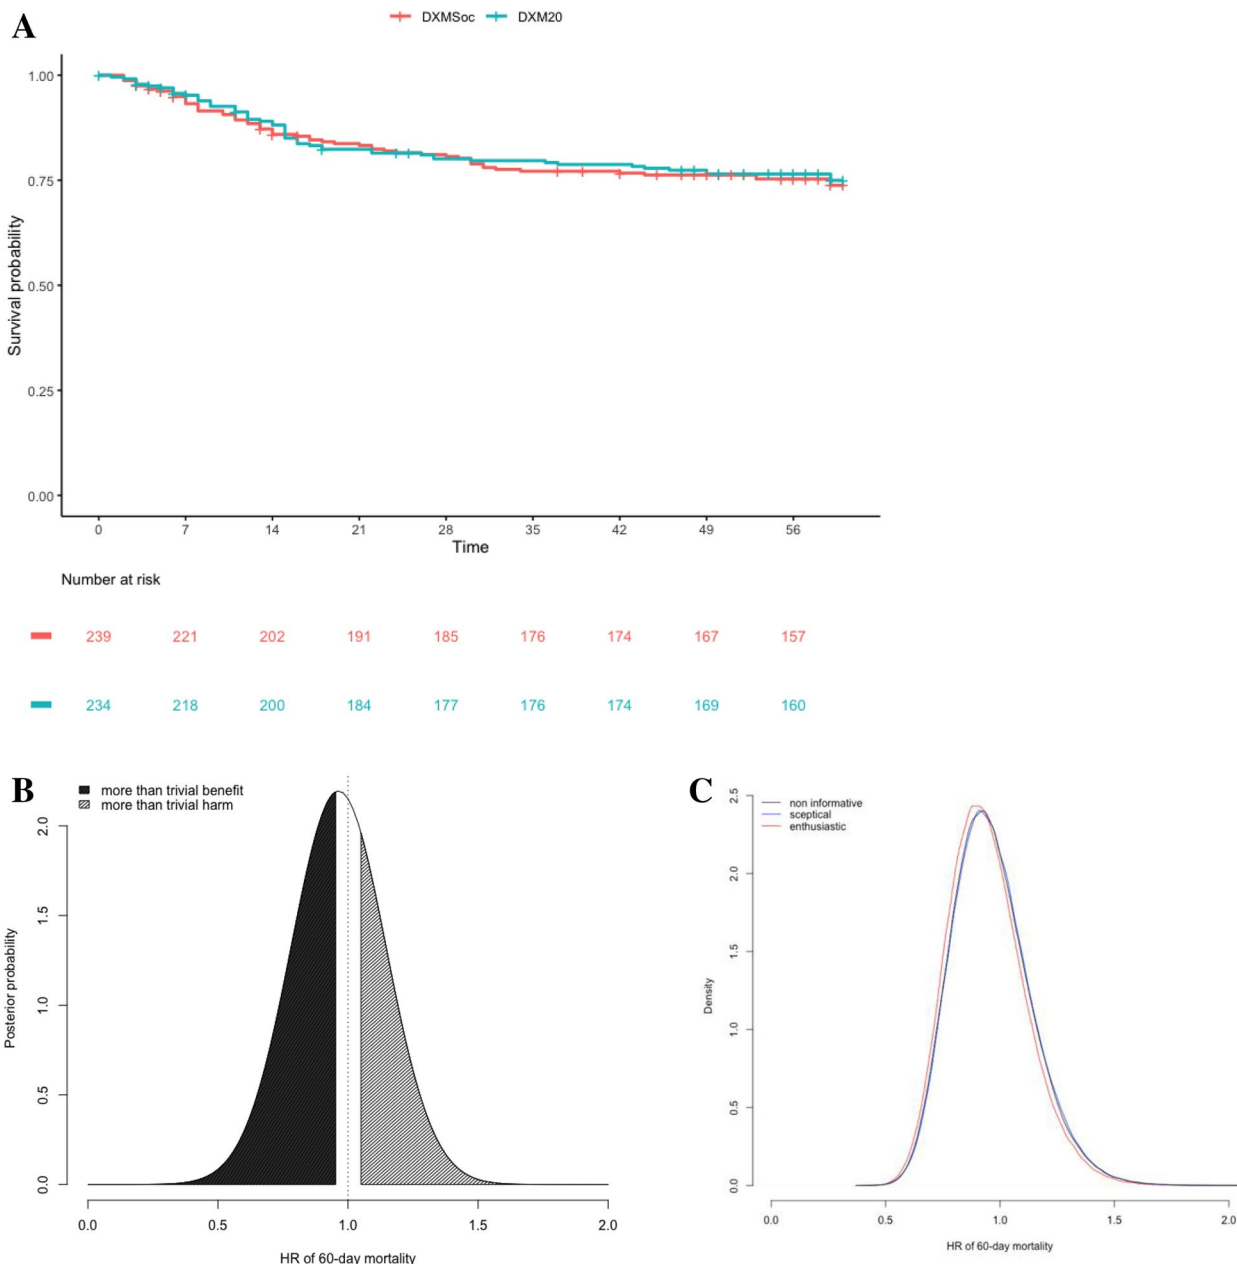 A
DXMSoc DXM20
1.00
0.75
0.50
0.25
0.00
Survival probability
0 7 14 21 28 35 42 49 56
Time
Number at risk
239 221 202 191 185 176 174 167 157
234 218 200 184 177 176 174 169 160
B
more than trivial benefit
more than trivial harm
2.0
1.5
1.0
0.5
0.0
Posterior probability
0.0 0.5 1.0 1.5 2.0
HR of 60-day mortality
C
non informative
sceptical
enthusiastic
2.5
2.0
1.5
1.0
0.5
0.0
Density
0.0 0.5 1.0 1.5 2.0
HR of 60-day mortality